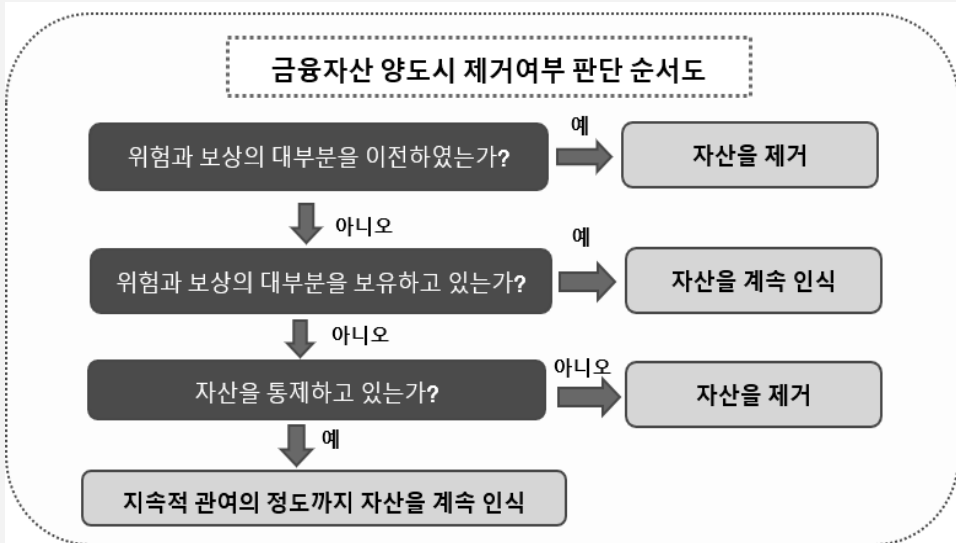 금융자산 양도시 제거여부 판단 순서도
위험과 보상의 대부분을 이전하였는가?
예
자산을 제거
아니오
위험과 보상의 대부분을 보유하고 있는가?
예
자산을 계속 인식
아니오
자산을 통제하고 있는가?
아니오
자산을 제거
예
지속적 관여의 정도까지 자산을 계속 인식